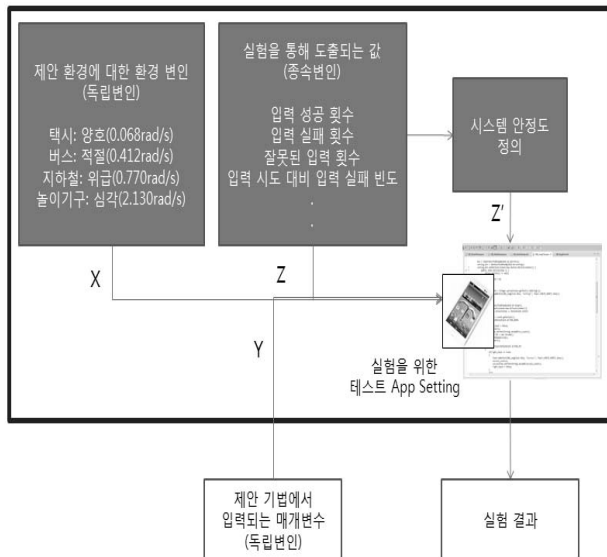 제안 환경에 대한 환경 변인
(독립변인)
택시: 양호(0.068rad/s)
버스: 적절(0.412rad/s)
지하철: 위급(0.770rad/s)
놀이기구: 심각(2.130rad/s)
실험을 통해 도출되는 값
(종속변인)
입력 성공 횟수
입력 실패 횟수
잘못된 입력 횟수
입력 시도 대비 입력 실패 빈도
.
.
시스템 안정도
정의
X
Z
Z'
Y
실험을 위한
테스트 App Setting
제안 기법에서
입력되는 매개변수
(독립변인)
실험 결과